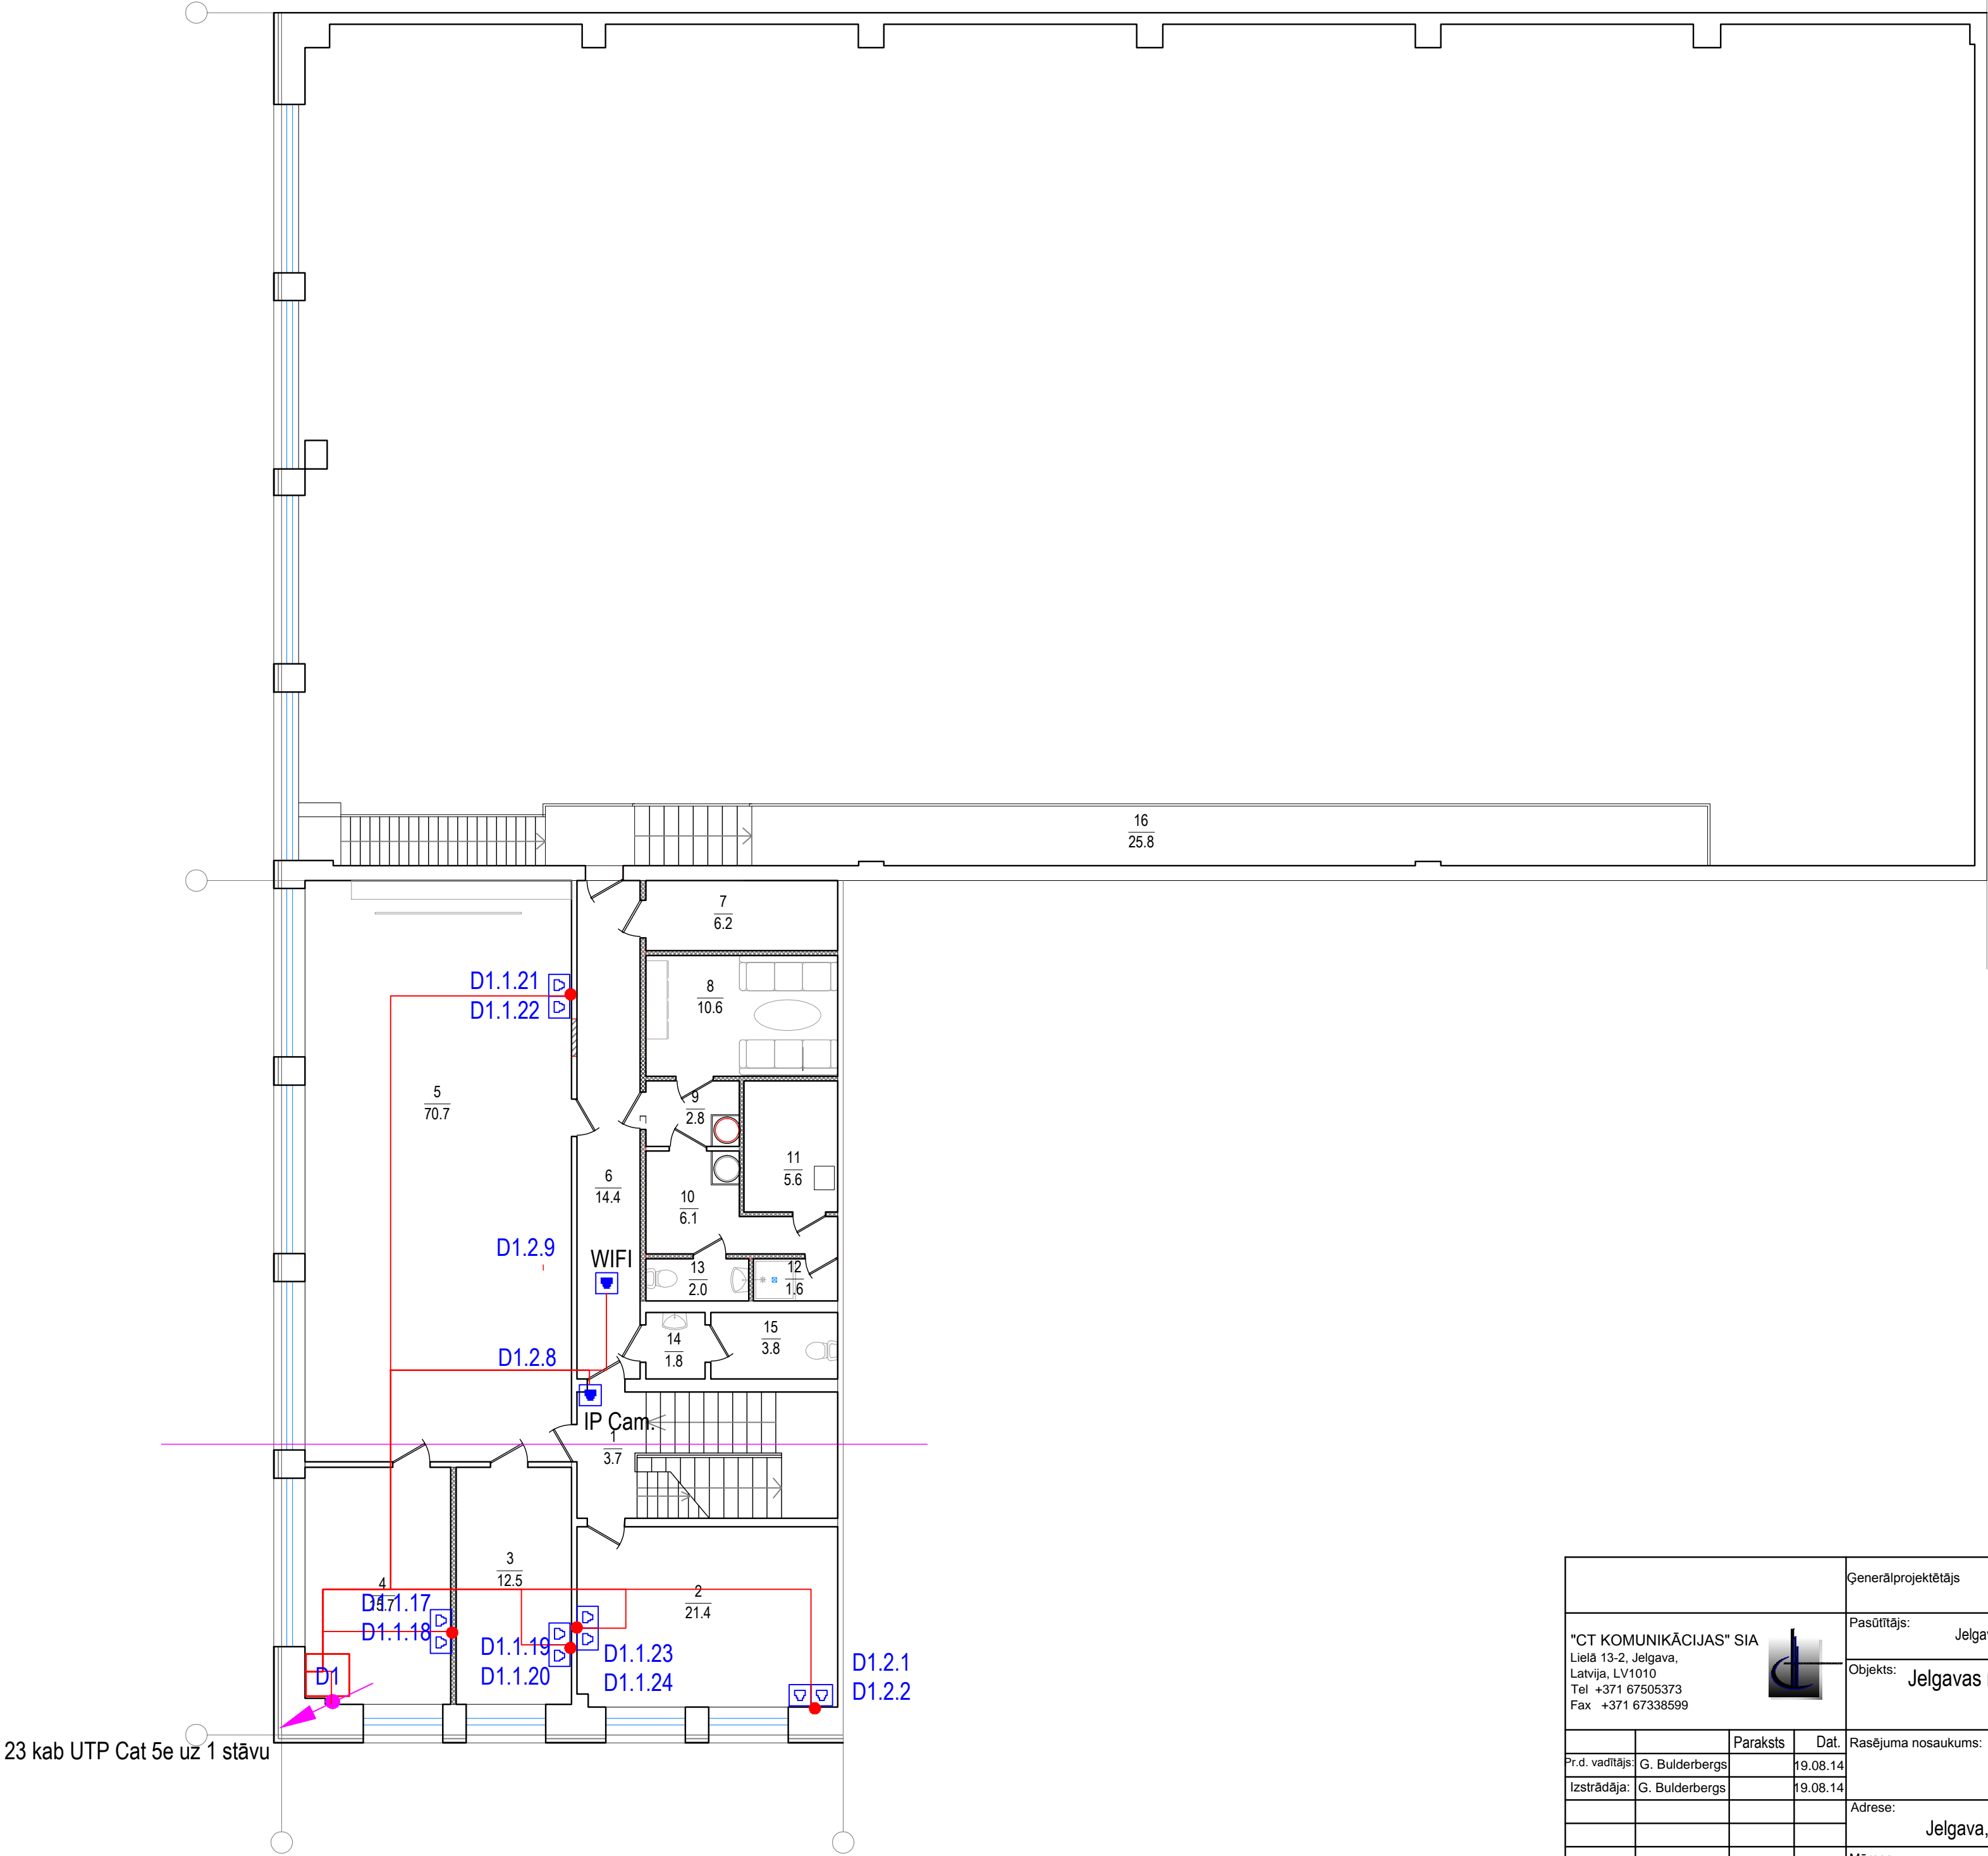 16
25.8
7
6.2
D1.1.21
D1.1.22
8
10.6
5
70.7
9
2.8
11
5.6
6
14.4
10
6.1
D1.2.9
WIFI
13
2.0
12
1.6
14
1.8
15
3.8
D1.2.8
IP Cam.
1
3.7
3
12.5
4
15.7
2
21.4
D1.1.17
D1.1.18
D1.1.19
D1.1.20
D1.1.23
D1.1.24
D1.2.1
D1.2.2
D1
23 kab UTP Cat 5e uz 1 stāvu
Ģenerālprojektētājs
"CT KOMUNIKĀCIJAS" SIA
Lielā 13-2, Jelgava,
Latvija, LV1010
Tel +371 67505373
Fax +371 67338599
Pasūtītājs:
Objekts: Jelgavas
Paraksts Dat. Rasējuma nosaukums:
Pr.d. vadītājs: G. Bulderbergs 19.08.14
Izstrādāja: G. Bulderbergs 19.08.14
Adrese:
Jelgava,